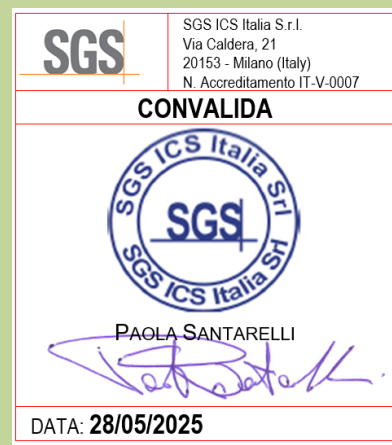 SGS
SGS ICS Italia S.r.l.
Via Caldera, 21
20153 - Milano (Italy)
N. Accreditamento IT-V-0007
CONVALIDA
SGS ICS Italia Srl
SGS
SGS ICS Italia Srl
PAOLA SANTARELLI
DATA: 28/05/2025